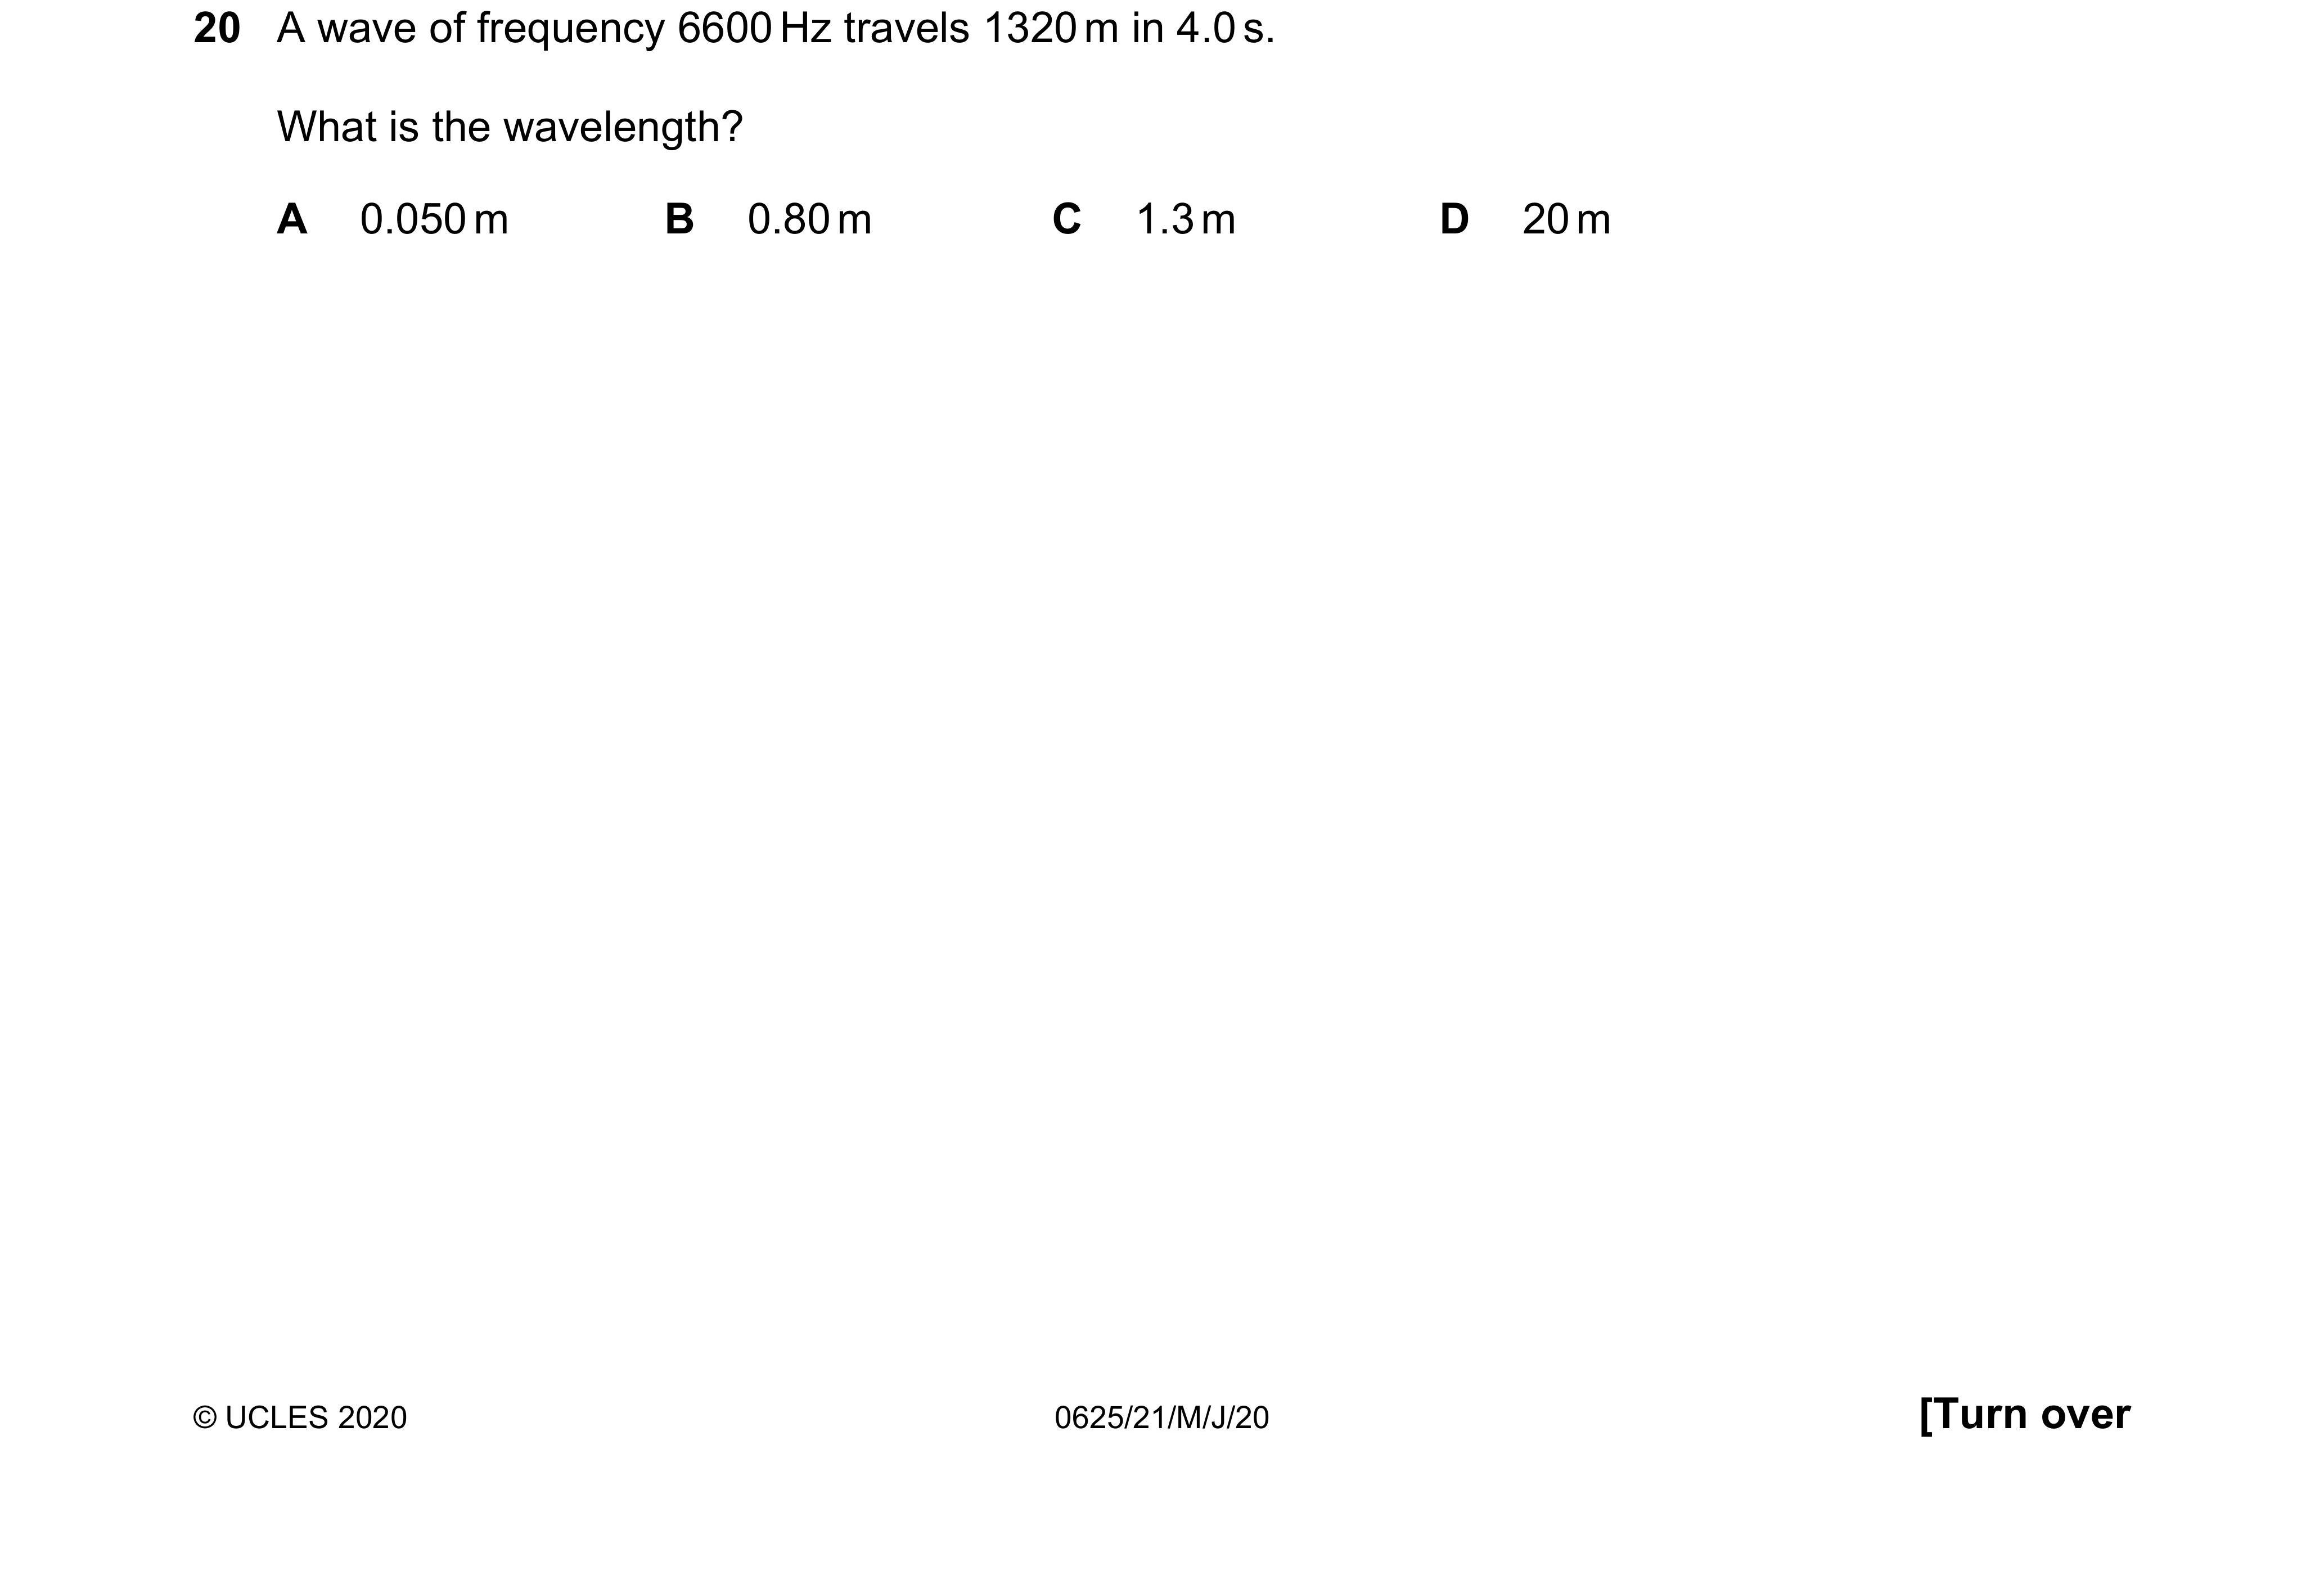 20 A wave of frequency 6600 Hz travels 1320 m in 4.0 s.
What is the wavelength?
A 0.050 m B 0.80 m C 1.3 m D 20 m
© UCLES 2020 0625/21/M/J/20 [Turn over